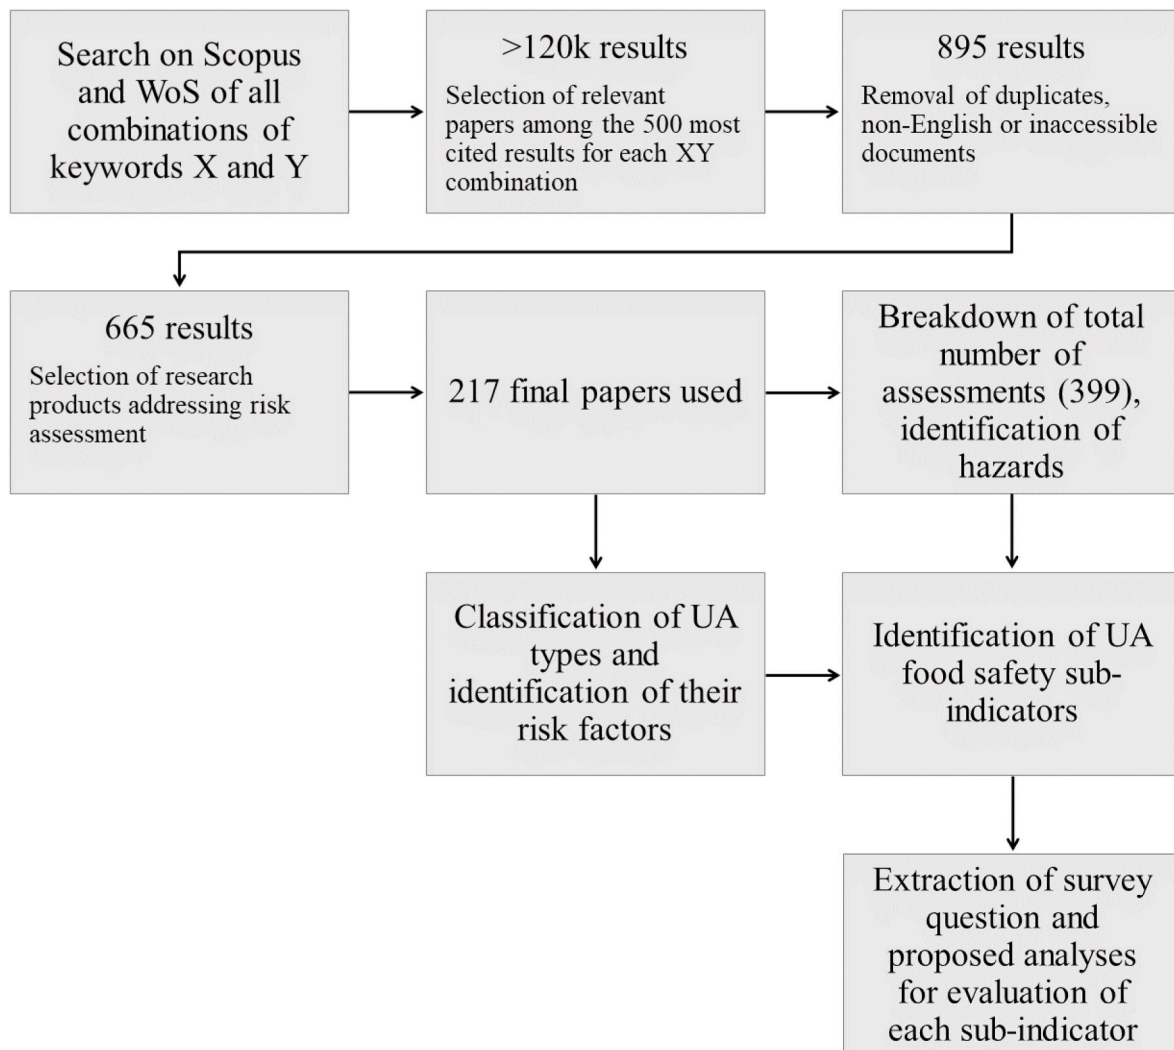 Search on Scopus
and WoS of all
combinations of
keywords X and Y
>120k results
Selection of relevant
papers among the 500 most
cited results for each XY
combination
895 results
Removal of duplicates,
non-English or inaccessible
documents
665 results
Selection of research
products addressing risk
assessment
217 final papers used
Breakdown of total
number of
assessments (399),
identification of
hazards
Classification of UA
types and
identification of their
risk factors
Identification of UA
food safety sub-
indicators
Extraction of survey
question and
proposed analyses
for evaluation of
each sub-indicator